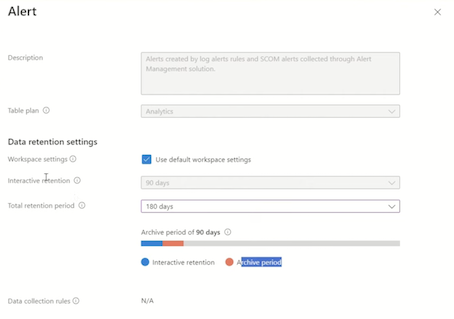 Alert
Description
Alerts created by log alerts rules and SCOM alerts collected through Alert
Management solution.
Table plan
Analytics
Data retention settings
Workspace settings
Use default workspace settings
Interactive retention
90 days
Total retention period
180 days
Archive period of 90 days
Interactive retention
Archive period
Data collection rules
N/A